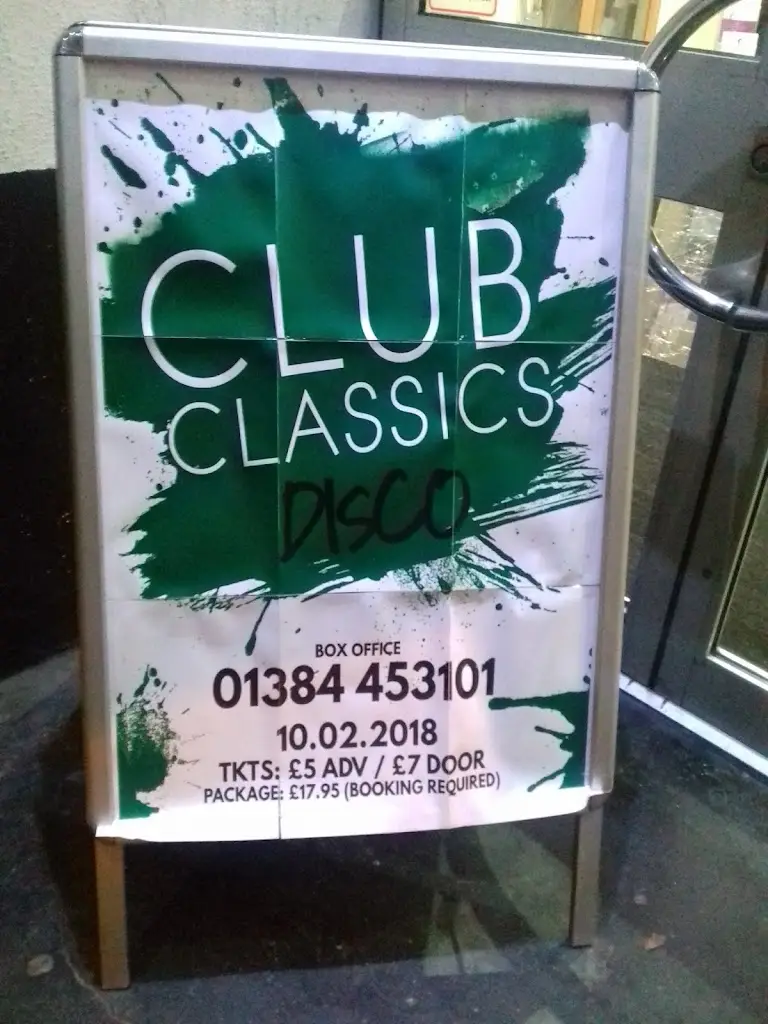 CLUB
CLASSICS
DISCO
BOX OFFICE
01384 453101
10.02.2018
TKTS: £5 ADV / £7 DOOR
PACKAGE: £17.95 (BOOKING REQUIRED)